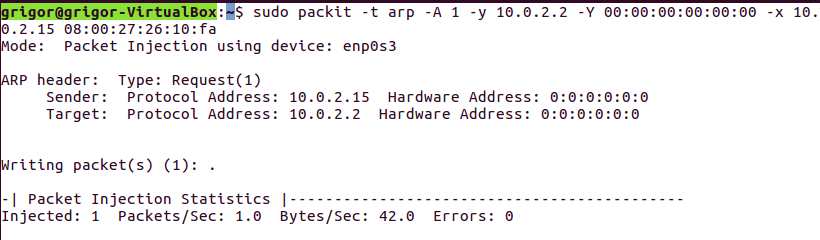 grigor@grigor-VirtualBox:~$ sudo packit -t arp -A 1 -y 10.0.2.2 -Y 00:00:00:00:00:00 -x 10.
0.2.15 08:00:27:26:10:fa
Mode:  Packet Injection using device: enp0s3
ARP header:  Type: Request(1)
     Sender:  Protocol Address: 10.0.2.15  Hardware Address: 0:0:0:0:0:0
     Target:  Protocol Address: 10.0.2.2  Hardware Address: 0:0:0:0:0:0
Writing packet(s) (1): .
-| Packet Injection Statistics |--------------------------------------------
Injected: 1  Packets/Sec: 1.0  Bytes/Sec: 42.0  Errors: 0